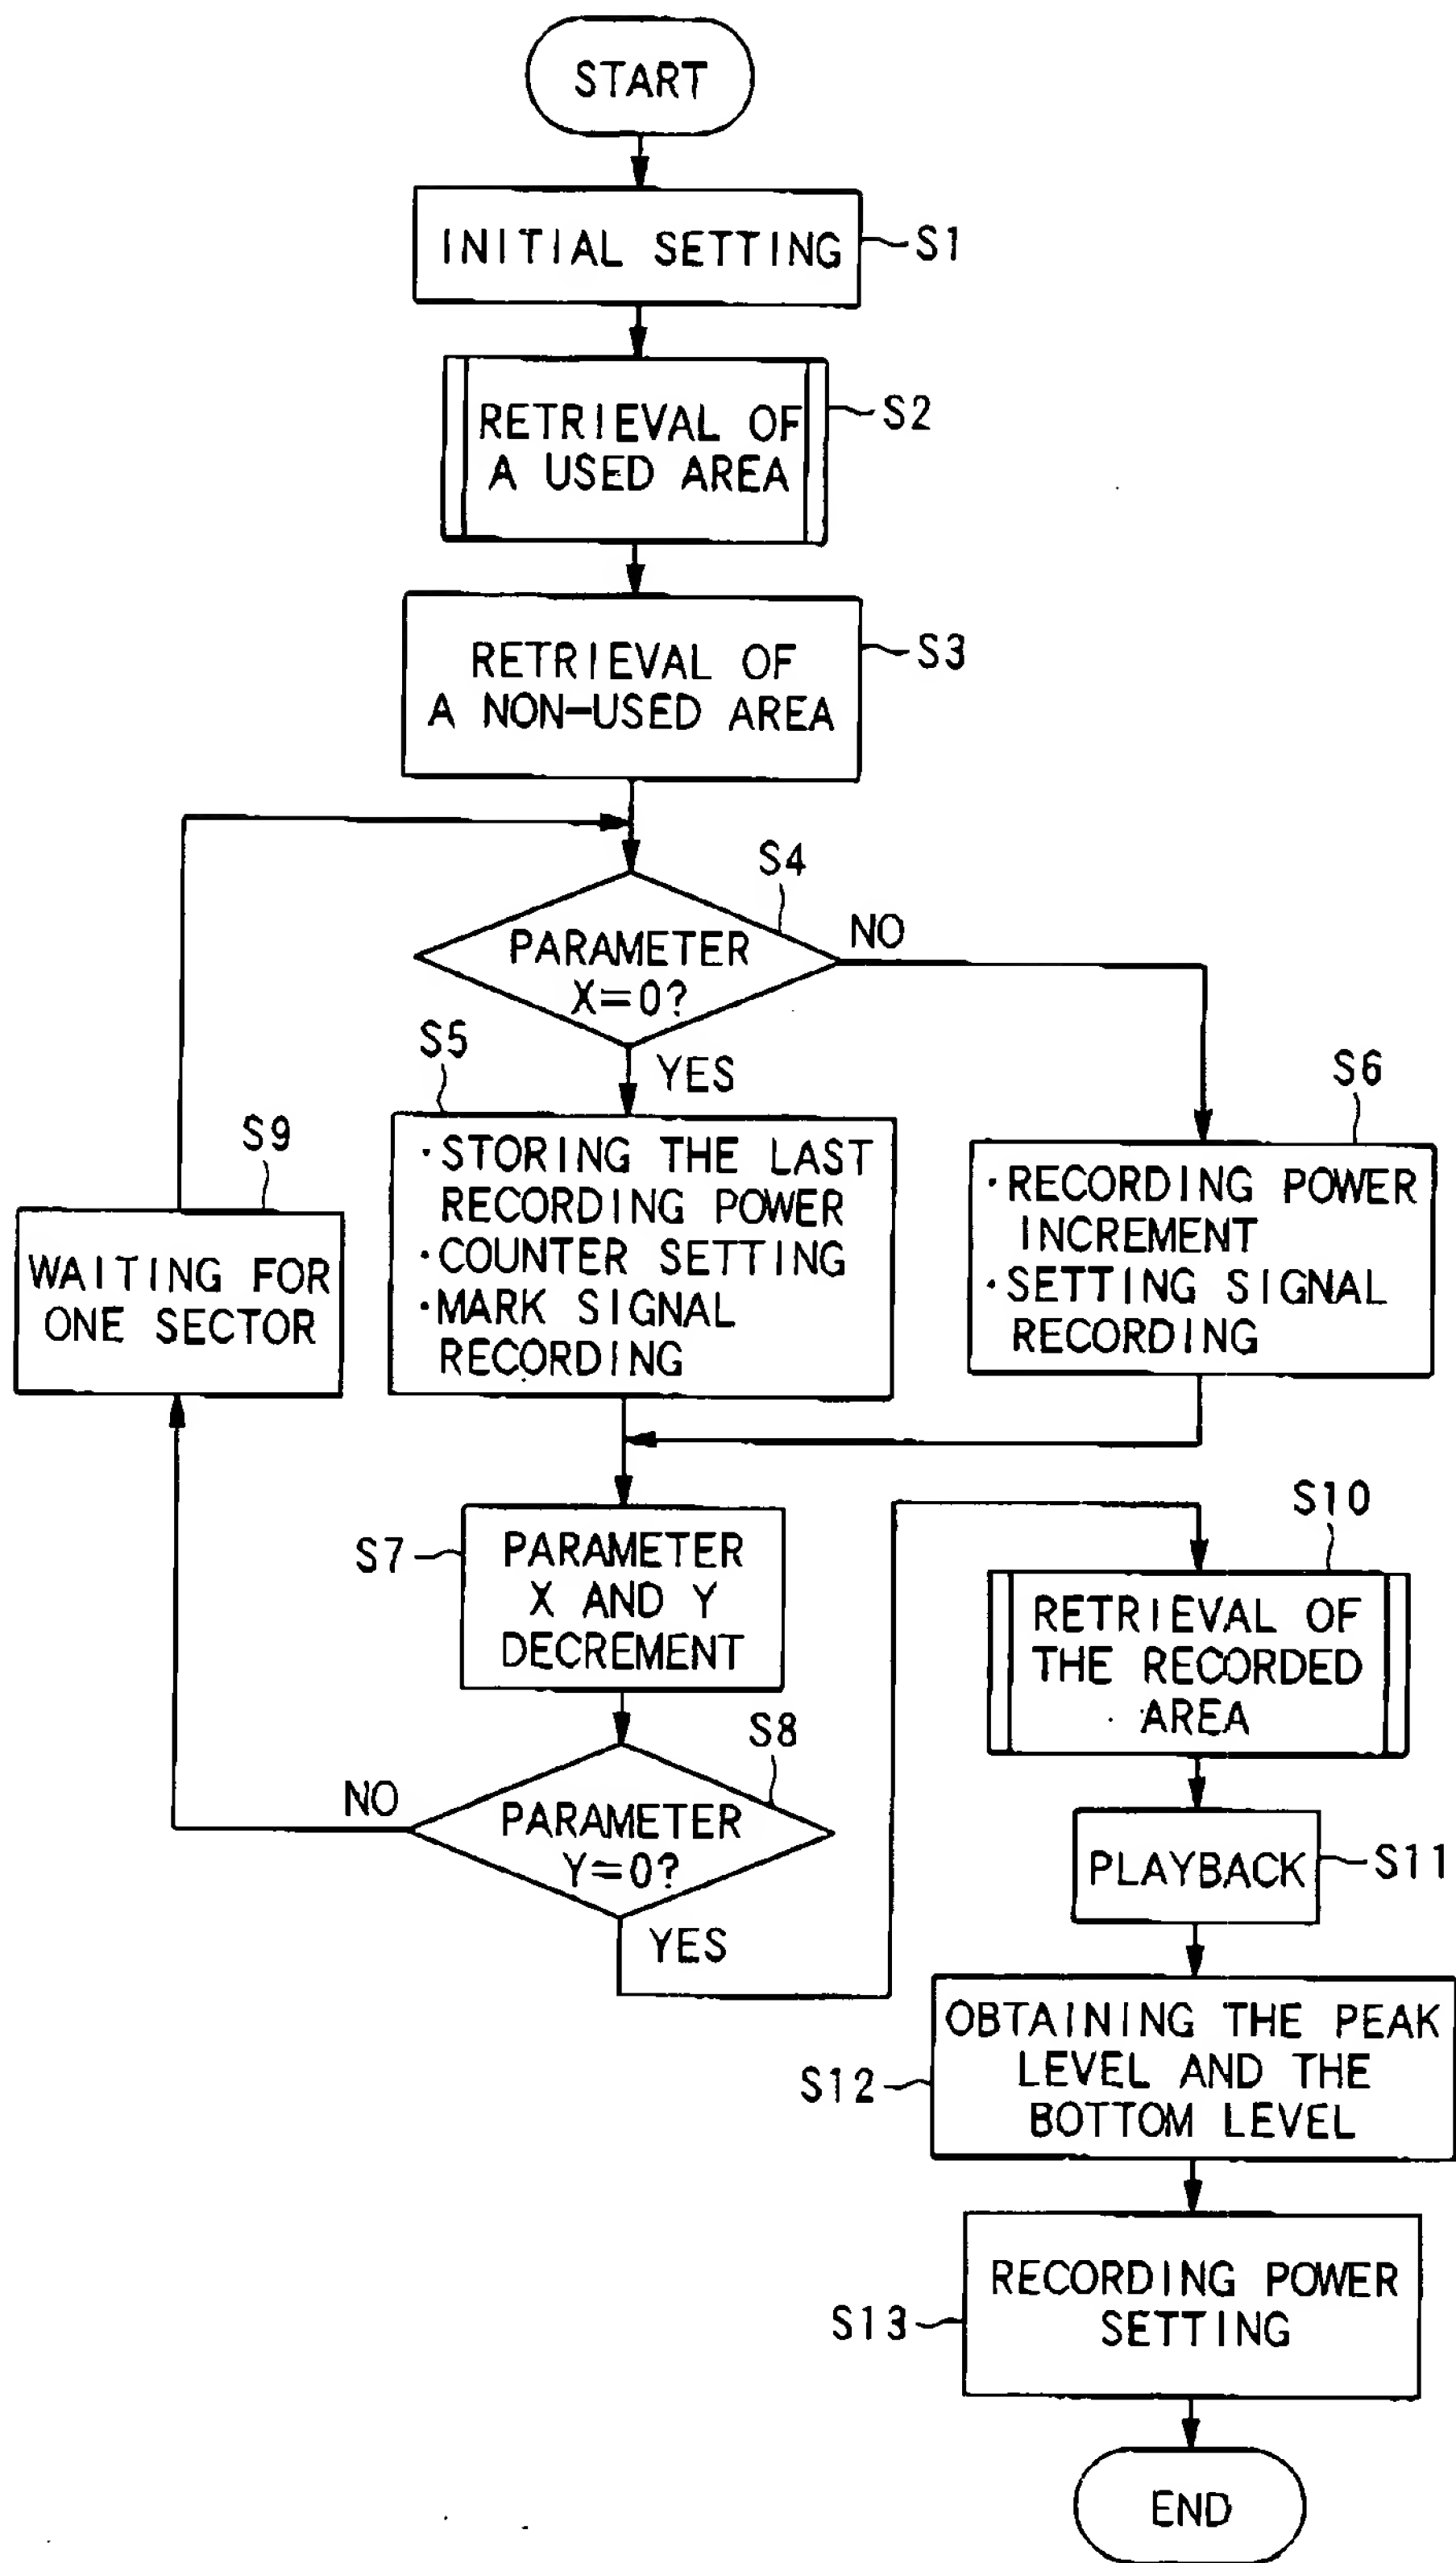 START
INITIAL SETTING
S1
RETRIEVAL OF
A USED AREA
S2
RETRIEVAL OF
A NON-USED AREA
S3
S4
PARAMETER
X=0?
NO
YES
S5
·STORING THE LAST
RECORDING POWER
·COUNTER SETTING
·MARK SIGNAL
RECORDING
S6
·RECORDING POWER
INCREMENT
·SETTING SIGNAL
RECORDING
S9
WAITING FOR
ONE SECTOR
S7
PARAMETER
X AND Y
DECREMENT
S8
PARAMETER
Y=0?
NO
YES
S10
RETRIEVAL OF
THE RECORDED
AREA
PLAYBACK
S11
S12
OBTAINING THE PEAK
LEVEL AND THE
BOTTOM LEVEL
S13
RECORDING POWER
SETTING
END